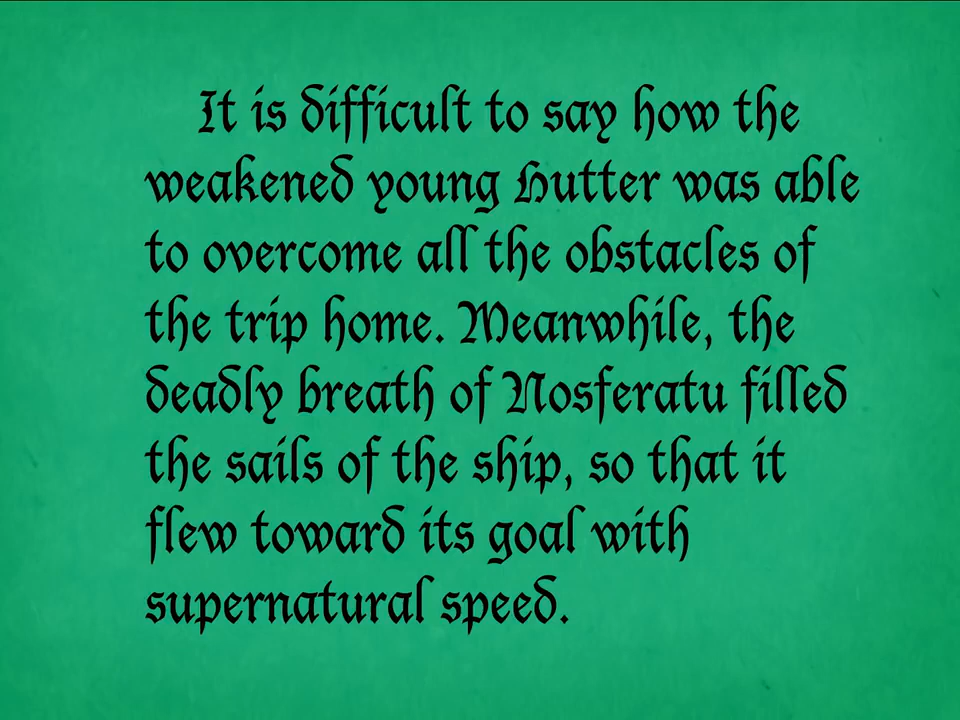 It is difficult to say how the
weakened young Hutter was able
to overcome all the obstacles of
the trip home. Meanwhile, the
deadly breath of Nosferatu filled
the sails of the ship, so that it
flew toward its goal with
supernatural speed.